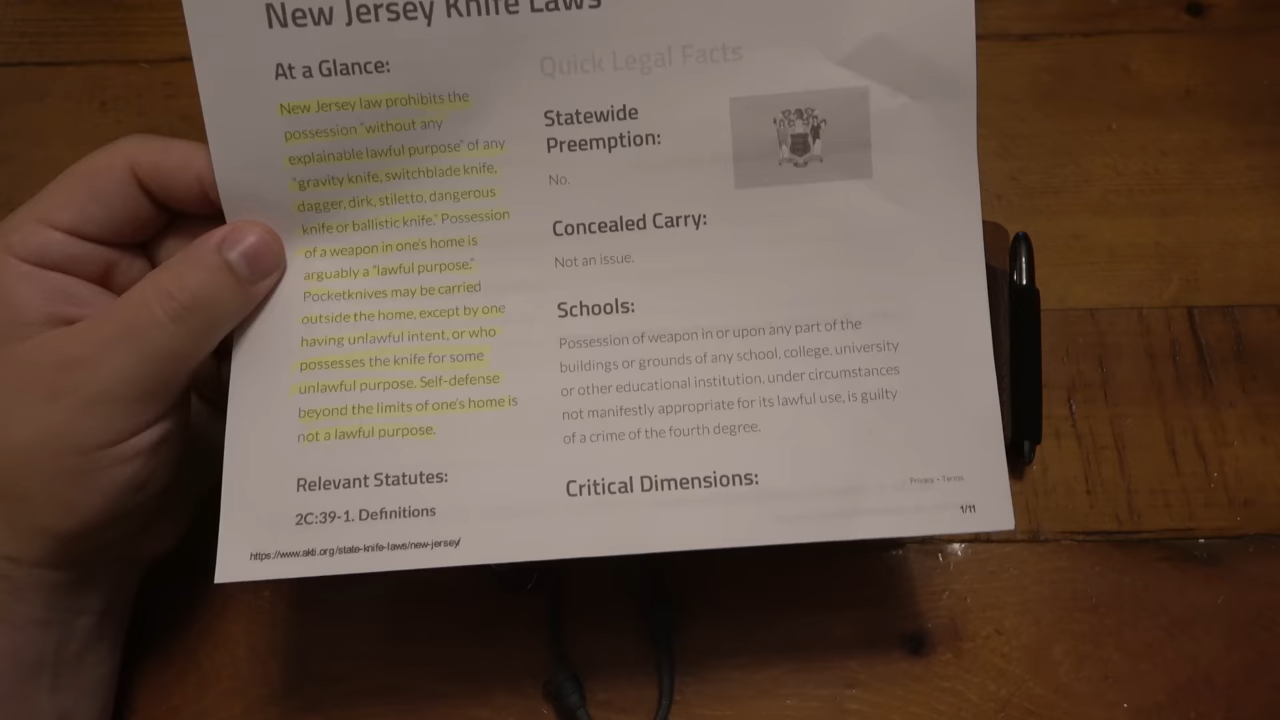 New Jersey Knife Laws
At a Glance:
New Jersey law prohibits the
possession "without any
explainable lawful purpose" of any
"gravity knife, switchblade knife,
dagger, dirk, stiletto, dangerous
knife or ballistic knife." Possession
of a weapon in one's home is
arguably a "lawful purpose."
Pocketknives may be carried
outside the home, except by one
having unlawful intent, or who
possesses the knife for some
unlawful purpose. Self-defense
beyond the limits of one's home is
not a lawful purpose.
Relevant Statutes:
2C:39-1. Definitions
Quick Legal Facts
Statewide
Preemption:
No.
Concealed Carry:
Not an issue.
Schools:
Possession of weapon in or upon any part of the
buildings or grounds of any school, college, university
or other educational institution, under circumstances
not manifestly appropriate for its lawful use, is guilty
of a crime of the fourth degree.
Critical Dimensions:
Privacy - Terms
https://www.akti.org/state-knife-laws/new-jersey/
1/11